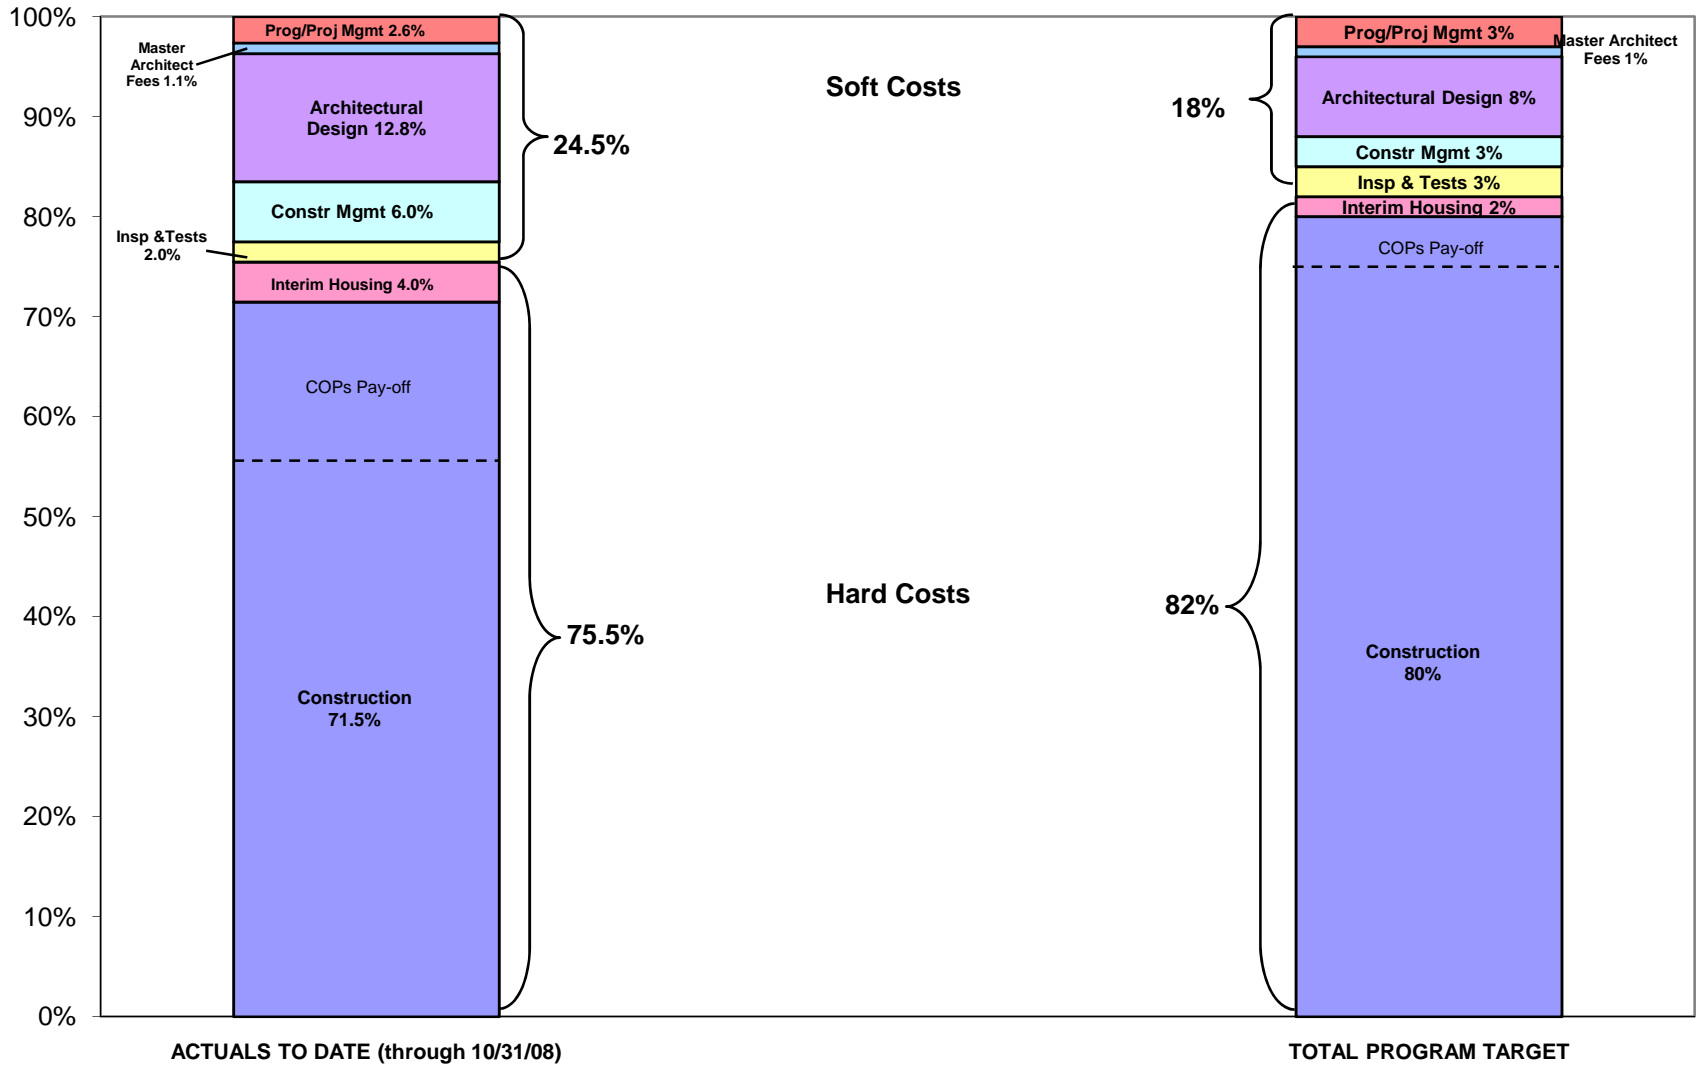 100%
90%
80%
70%
60%
50%
40%
30%
20%
10%
0%
Prog/Proj Mgmt 2.6%
Master
Architect
Fees 1.1%
Architectural
Design 12.8%
Constr Mgmt 6.0%
Insp &Tests
2.0%
Interim Housing 4.0%
COPs Pay-off
Construction
71.5%
24.5%
75.5%
Soft Costs
Hard Costs
18%
82%
Prog/Proj Mgmt 3%
Master Architect
Fees 1%
Architectural Design 8%
Constr Mgmt 3%
Insp & Tests 3%
Interim Housing 2%
COPs Pay-off
Construction
80%
ACTUALS TO DATE (through 10/31/08)
TOTAL PROGRAM TARGET